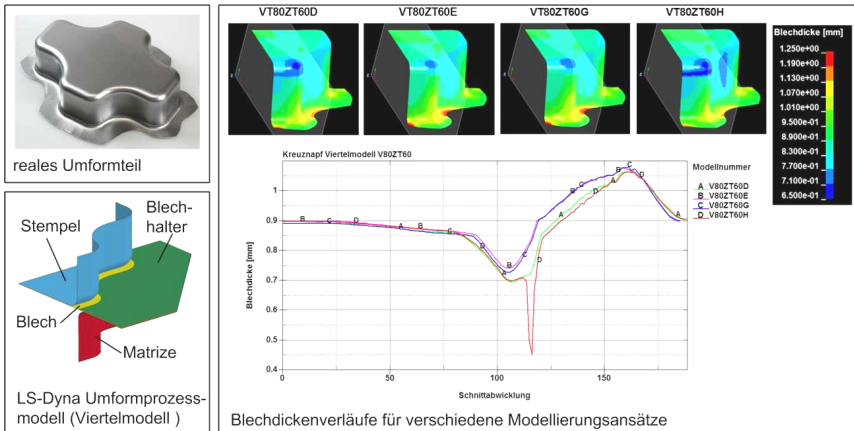 reales Umformteil
Blech-
halter
Stempel
Blech
Matrize
LS-Dyna Umformprozess-
modell (Viertelmodell )
VT80ZT60D
VT80ZT60E
VT80ZT60G
VT80ZT60H
Blechdicke [mm]
1.250e+00
1.190e+00
1.130e+00
1.070e+00
1.010e+00
9.500e-01
8.900e-01
8.300e-01
7.700e-01
7.100e-01
6.500e-01
Kreuznapf Viertelmodell V80ZT60
Modellnummer
A V80ZT60D
B V80ZT60E
C V80ZT60G
D V80ZT60H
Blechdicke [mm]
1
0.9
0.8
0.7
0.6
0.5
0.4
0
50
100
150
Schnittabwicklung
Blechdickenverläufe für verschiedene Modellierungsansätze